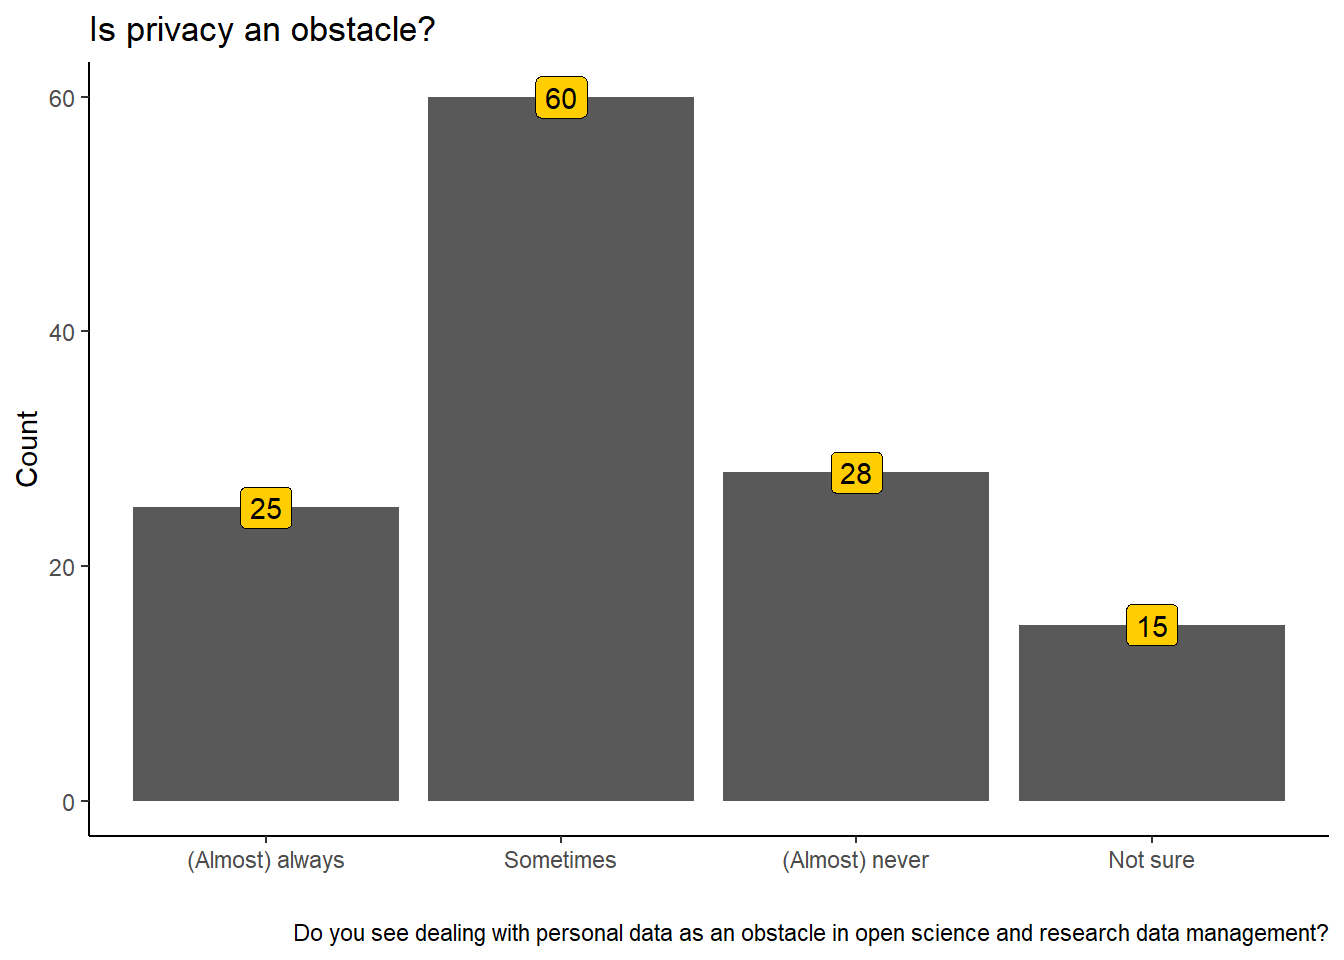 Is privacy an obstacle?
60
40
20
0
Count
25
60
28
15
(Almost) always
Sometimes
(Almost) never
Not sure
Do you see dealing with personal data as an obstacle in open science and research data management?